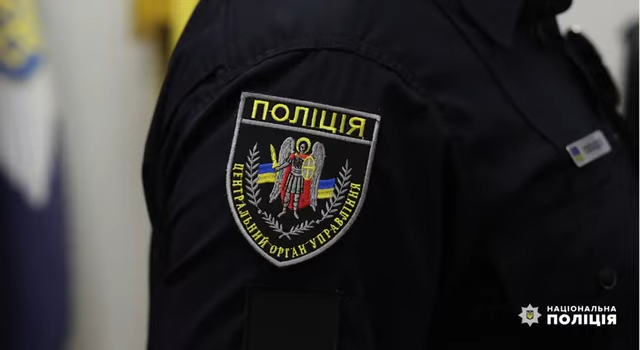 ПОЛІЦІЯ
ЦЕНТРАЛЬНИЙ ОРГАН УПРАВЛІННЯ
НАЦІОНАЛЬНА
ПОЛІЦІЯ